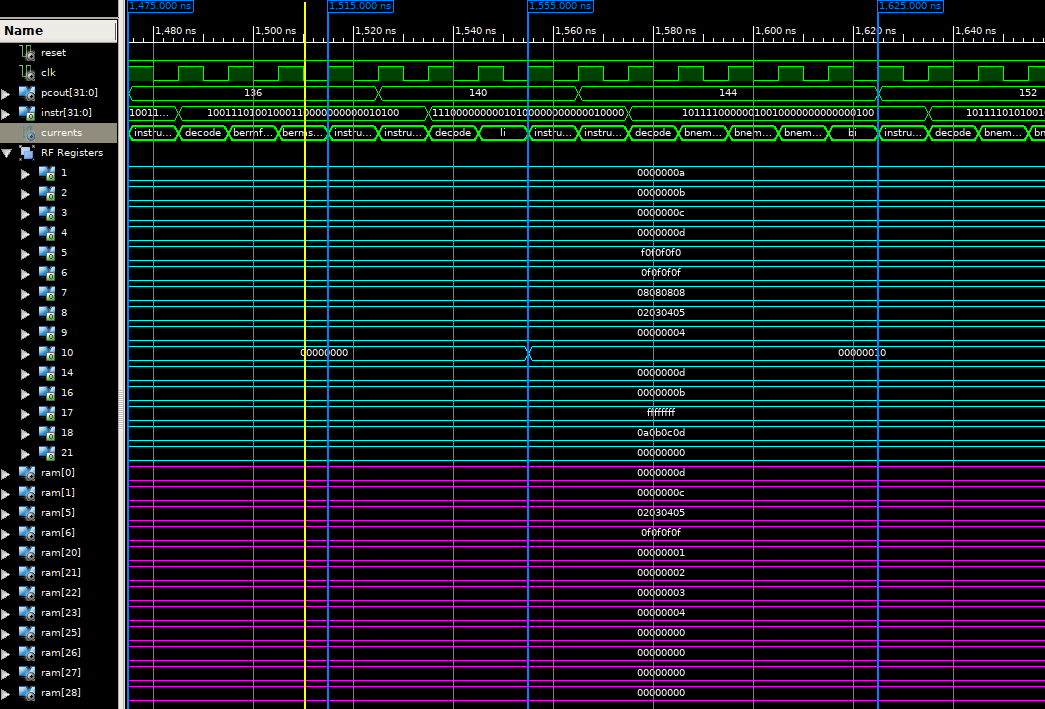 1,475.000 ns 1,515.000 ns 1,555.000 ns 1,625.000 ns
Name 1,480 ns 1,500 ns 1,520 ns 1,540 ns 1,560 ns 1,580 ns 1,600 ns 1,620 ns 1,640 ns
reset
clk
pcout[31:0] 136 140 144 152
instr[31:0] 10011...
currents instru... decode bermf... berms... instru... instru... decode li instru... instru... decode bnem... bnem... bnem... bi instru... decode bnem... bn
RF Registers
1 0000000a
2 0000000b
3 0000000c
4 0000000d
5 f0f0f0f0
6 0f0f0f0f
7 08080808
8 02030405
9 00000004
10 00000000 00000010
14 0000000d
16 0000000b
17 ffffffff
18 0a0b0c0d
21 00000000
ram[0] 0000000d
ram[1] 0000000c
ram[5] 02030405
ram[6] 0f0f0f0f
ram[20] 00000001
ram[21] 00000002
ram[22] 00000003
ram[23] 00000004
ram[25] 00000000
ram[26] 00000000
ram[27] 00000000
ram[28] 00000000